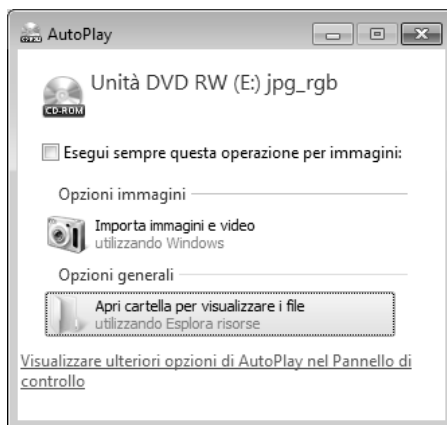 AutoPlay
Unità DVD RW (E:) jpg_rgb
CD-ROM
Esegui sempre questa operazione per immagini:
Opzioni immagini
Importa immagini e video
utilizzando Windows
Opzioni generali
Apri cartella per visualizzare i file
utilizzando Esplora risorse
Visualizzare ulteriori opzioni di AutoPlay nel Pannello di
controllo